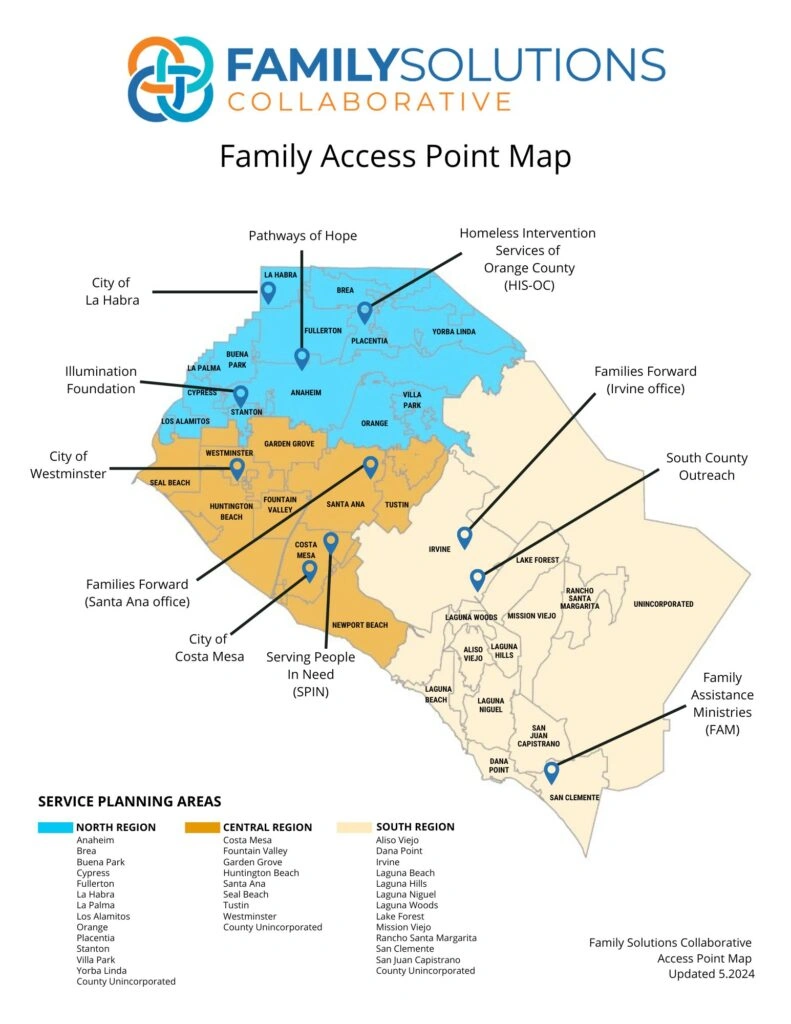 FAMILYSOLUTIONS
COLLABORATIVE
Family Access Point Map
Pathways of Hope
Homeless Intervention
Services of
Orange County
(HIS-OC)
City of
La Habra
Illumination
Foundation
City of
Westminster
Families Forward
(Irvine office)
South County
Outreach
Families Forward
(Santa Ana office)
City of
Costa Mesa
Serving People
In Need
(SPIN)
Family
Assistance
Ministries
(FAM)
LA HABRA
BREA
FULLERTON
PLACENTIA
YORBA LINDA
BUENA
PARK
LA PALMA
CYPRESS
ANAHEIM
VILLA
PARK
STANTON
LOS ALAMITOS
ORANGE
GARDEN GROVE
WESTMINSTER
SEAL BEACH
HUNTINGTON
BEACH
FOUNTAIN
VALLEY
SANTA ANA
TUSTIN
COSTA
MESA
NEWPORT BEACH
IRVINE
LAKE FOREST
RANCHO
SANTA
MARGARITA
UNINCORPORATED
LAGUNA WOODS
MISSION VIEJO
ALISO
VIEJO
LAGUNA
HILLS
LAGUNA
BEACH
LAGUNA
NIGUEL
SAN
JUAN
CAPISTRANO
DANA
POINT
SAN CLEMENTE
SERVICE PLANNING AREAS
NORTH REGION
Anaheim
Brea
Buena Park
Cypress
Fullerton
La Habra
La Palma
Los Alamitos
Orange
Placentia
Stanton
Villa Park
Yorba Linda
County Unincorporated
CENTRAL REGION
Costa Mesa
Fountain Valley
Garden Grove
Huntington Beach
Santa Ana
Seal Beach
Tustin
Westminster
County Unincorporated
SOUTH REGION
Aliso Viejo
Dana Point
Irvine
Laguna Beach
Laguna Hills
Laguna Niguel
Laguna Woods
Lake Forest
Mission Viejo
Rancho Santa Margarita
San Clemente
San Juan Capistrano
County Unincorporated
Family Solutions Collaborative
Access Point Map
Updated 5.2024